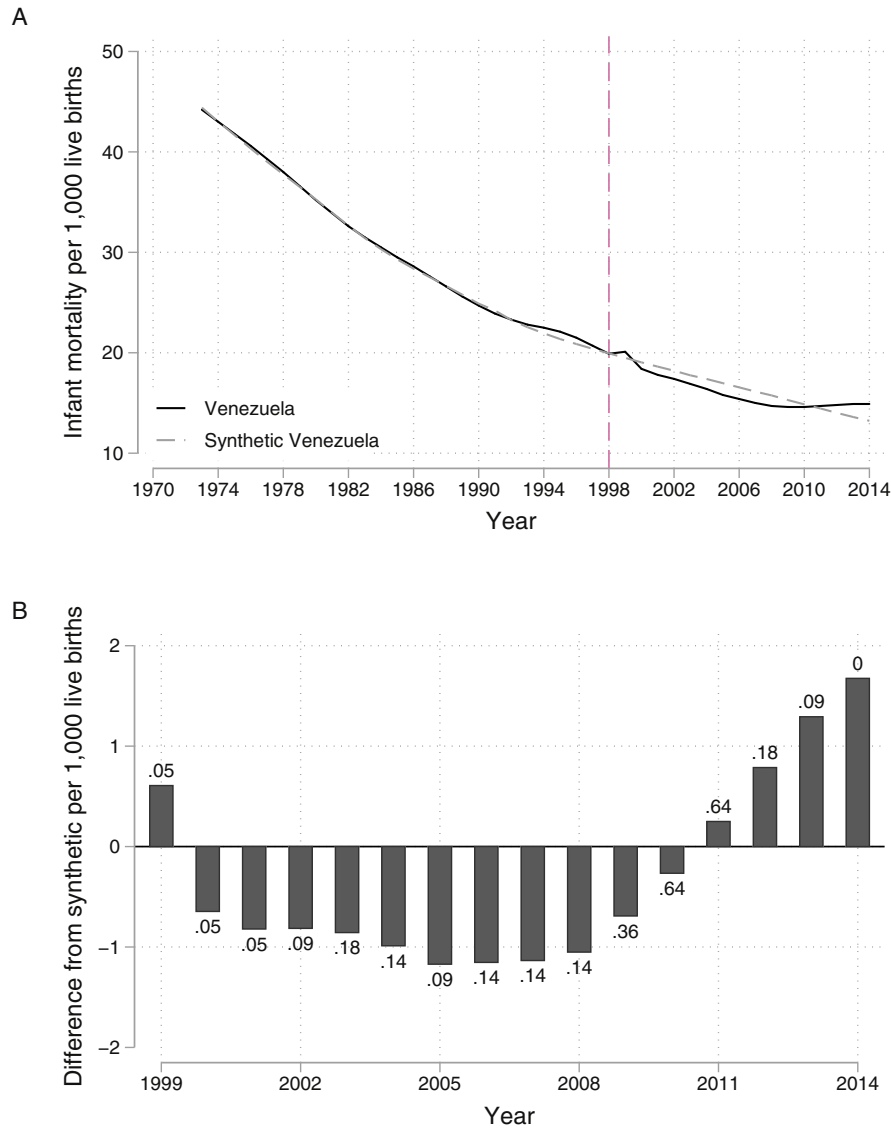 A
Infant mortality per 1,000 live births
50
40
30
20
10
Venezuela
Synthetic Venezuela
1970 1974 1978 1982 1986 1990 1994 1998 2002 2006 2010 2014
Year
B
Difference from synthetic per 1,000 live births
2
1
0
−1
−2
.05 .05 .05 .09 .18 .14 .09 .14 .14 .14 .36 .64 .64 .18 .09 0
1999 2002 2005 2008 2011 2014
Year